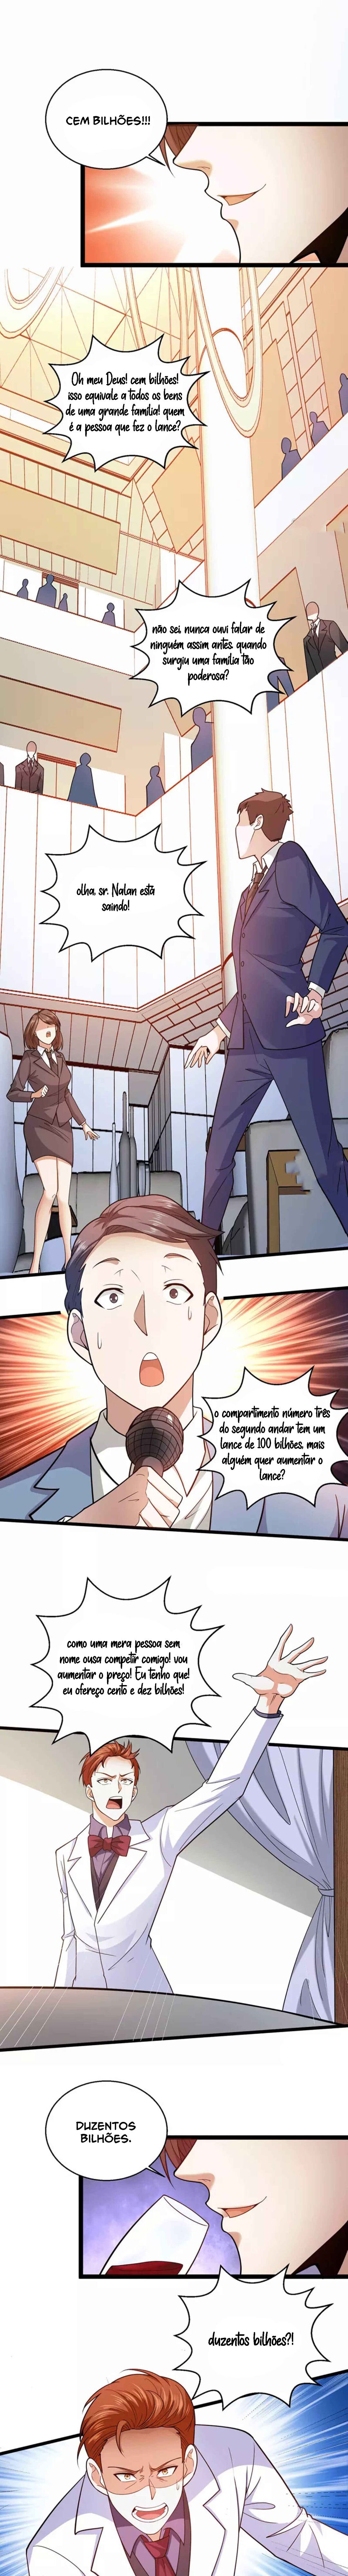 CEM BILHÕES!!!
Oh meu Deus! cem bilhões!
isso equivale a todos os bens
de uma grande família! quem
é a pessoa que fez o lance?
não sei, nunca ouvi falar de
ninguém assim antes. quando
surgiu uma família tão
poderosa?
olha, sr. Nalan está
saindo!
o compartimento número três
do segundo andar tem um
lance de 100 bilhões, mais
alguém quer aumentar o
lance?
como uma mera pessoa sem
nome ousa competir comigo! vou
aumentar o preço! Eu tenho que!
eu ofereço cento e dez bilhões!
DUZENTOS
BILHÕES.
duzentos bilhões?!